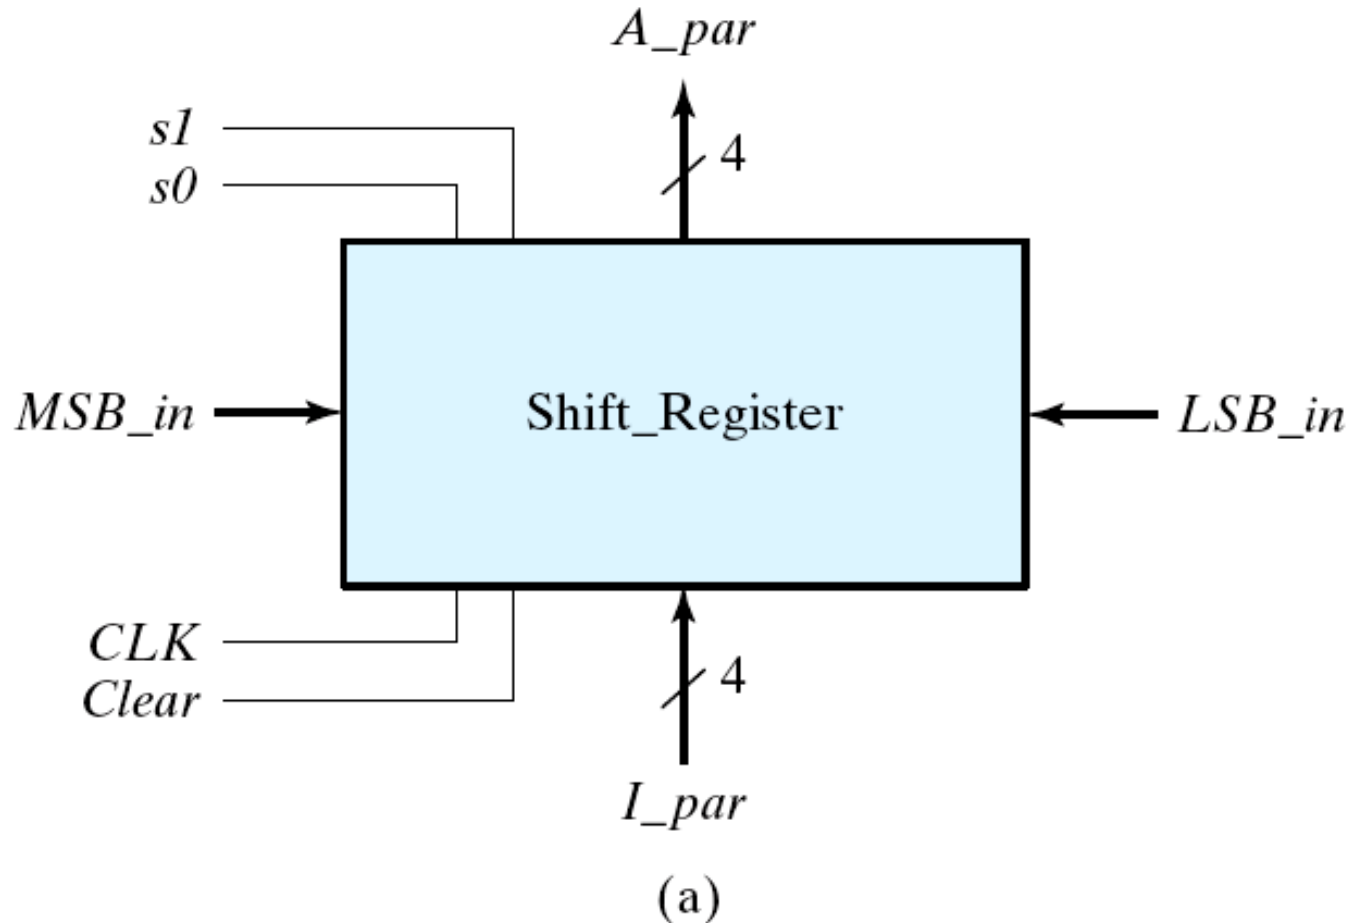 A_par
s1
4
s0
MSB_in
Shift_Register
LSB_in
CLK
4
Clear
I_par
(a)